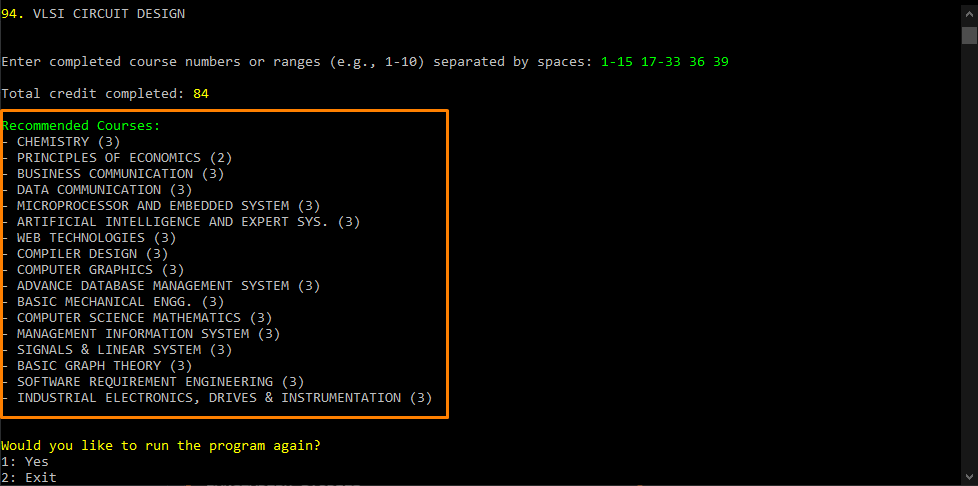 94. VLSI CIRCUIT DESIGN
Enter completed course numbers or ranges (e.g., 1-10) separated by spaces: 1-15 17-33 36 39
Total credit completed: 84
Recommended Courses:
- CHEMISTRY (3)
- PRINCIPLES OF ECONOMICS (2)
- BUSINESS COMMUNICATION (3)
- DATA COMMUNICATION (3)
- MICROPROCESSOR AND EMBEDDED SYSTEM (3)
- ARTIFICIAL INTELLIGENCE AND EXPERT SYS. (3)
- WEB TECHNOLOGIES (3)
- COMPILER DESIGN (3)
- COMPUTER GRAPHICS (3)
- ADVANCE DATABASE MANAGEMENT SYSTEM (3)
- BASIC MECHANICAL ENGG. (3)
- COMPUTER SCIENCE MATHEMATICS (3)
- MANAGEMENT INFORMATION SYSTEM (3)
- SIGNALS & LINEAR SYSTEM (3)
- BASIC GRAPH THEORY (3)
- SOFTWARE REQUIREMENT ENGINEERING (3)
- INDUSTRIAL ELECTRONICS, DRIVES & INSTRUMENTATION (3)
Would you like to run the program again?
1: Yes
2: Exit